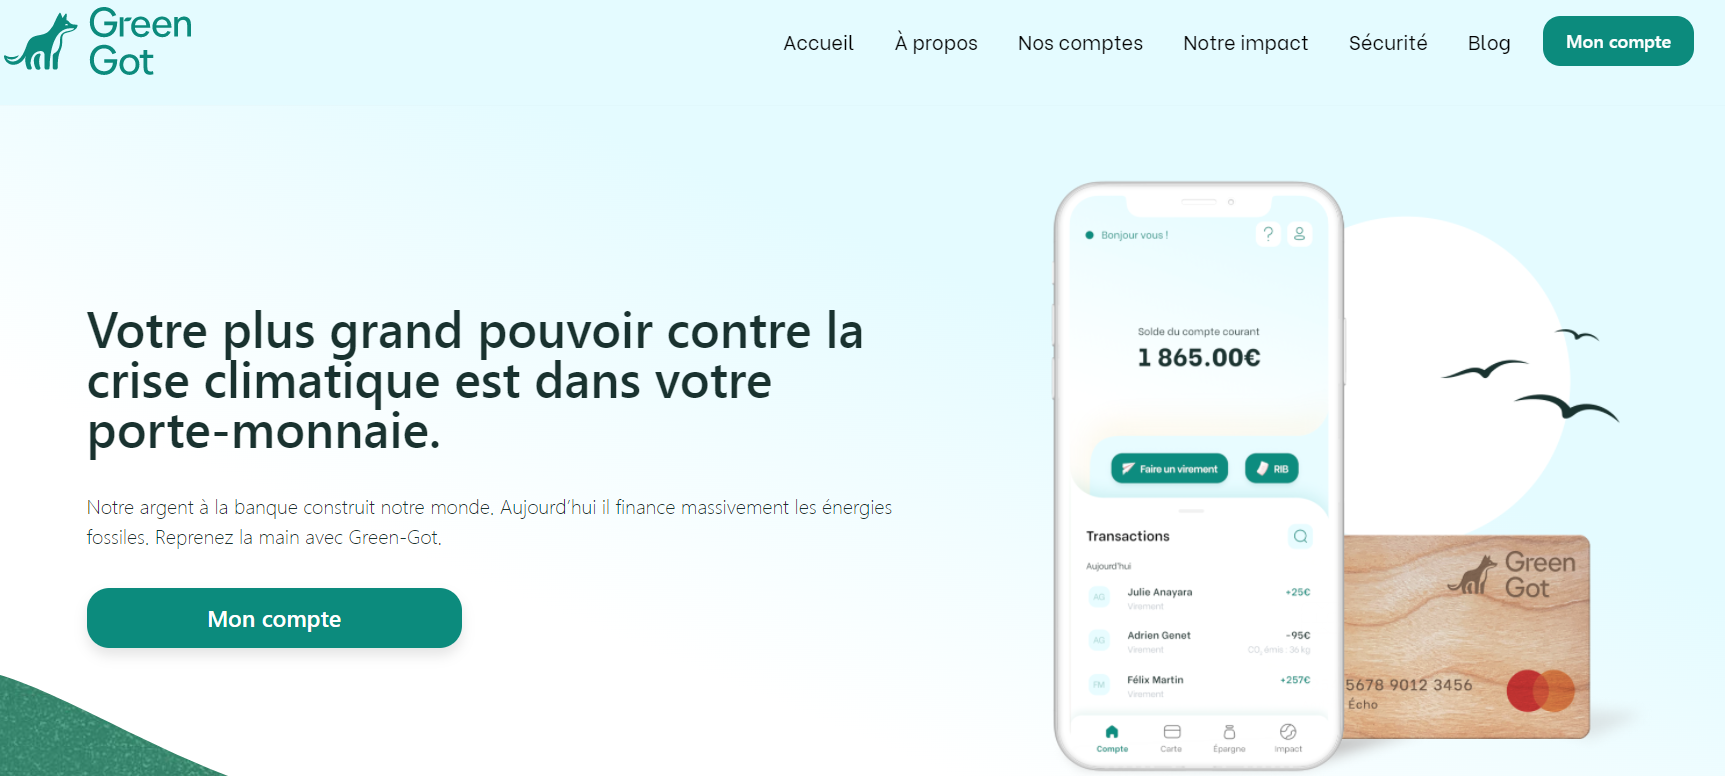 Green
Got
Accueil
À propos
Nos comptes
Notre impact
Sécurité
Blog
Mon compte
Votre plus grand pouvoir contre la
crise climatique est dans votre
porte-monnaie.
Notre argent à la banque construit notre monde. Aujourd’hui il finance massivement les énergies
fossiles. Reprenez la main avec Green-Got.
Mon compte
Bonjour vous !
?
Solde du compte courant
1 865.00€
Faire un virement
RIB
Transactions
Aujourd'hui
AG
Julie Anayara
+25€
Virement
AG
Adrien Genet
-95€
Virement
CO₂ émis : 36 kg
FM
Félix Martin
+257€
Virement
Compte
Carte
Épargne
Impact
Green
Got
5678 9012 3456
Écho